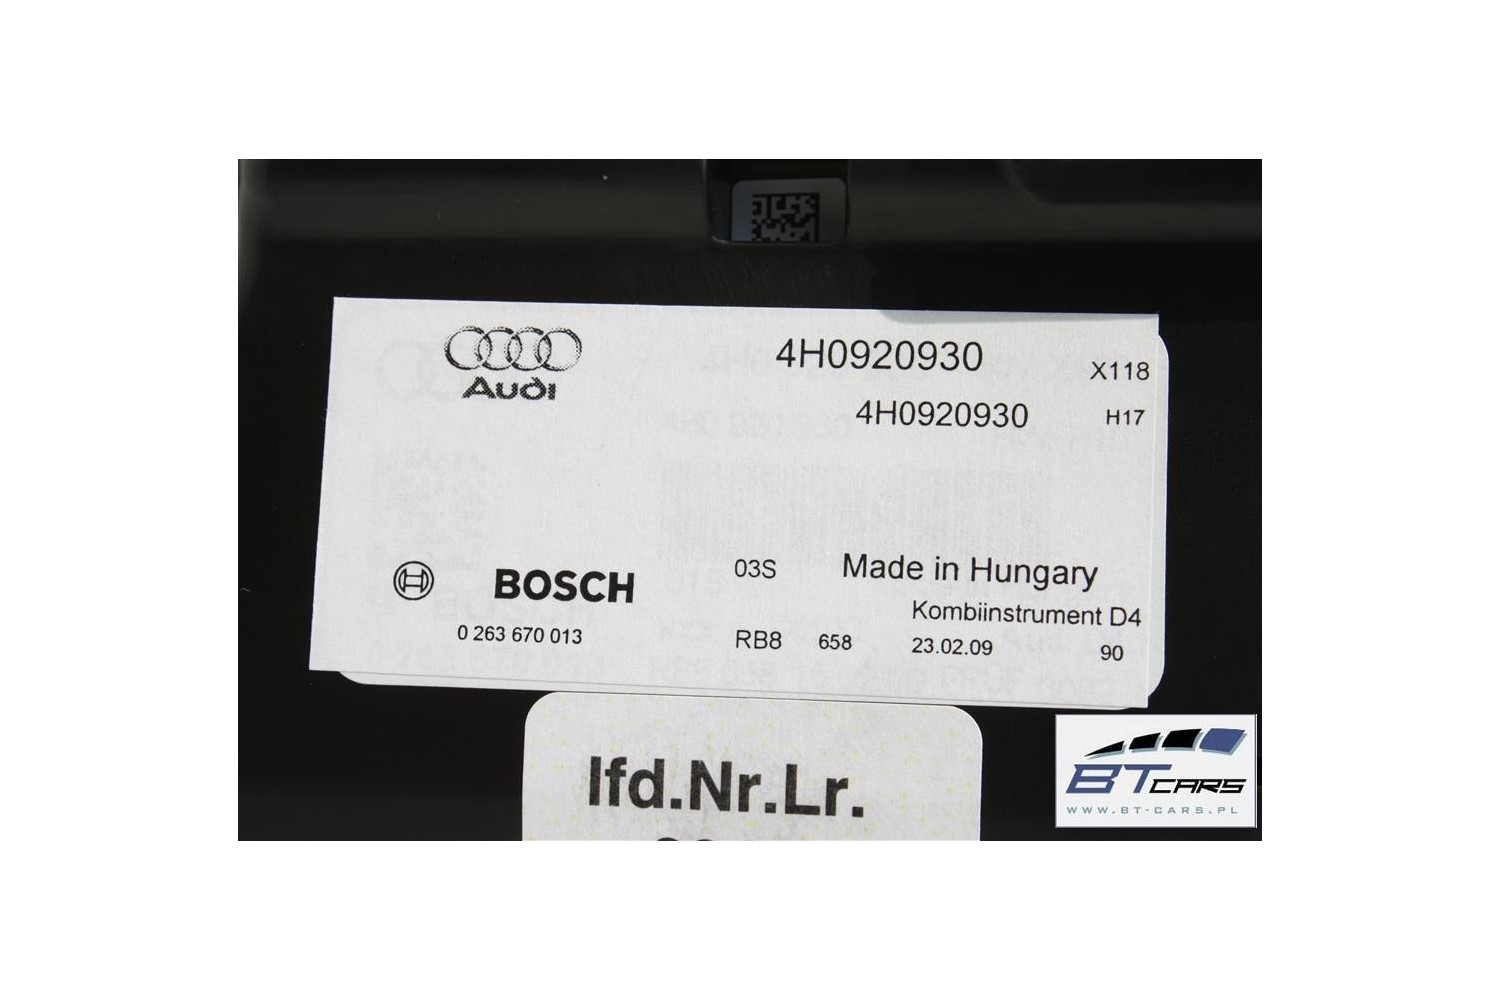 Audi
4H0920930 X118
4H0920930 H17
BOSCH 03S Made in Hungary
Kombiinstrument D4
0 263 670 013 RB8 658 23.02.09 90
lfd.Nr.Lr.
BT CARS
WWW.BT-CARS.PL